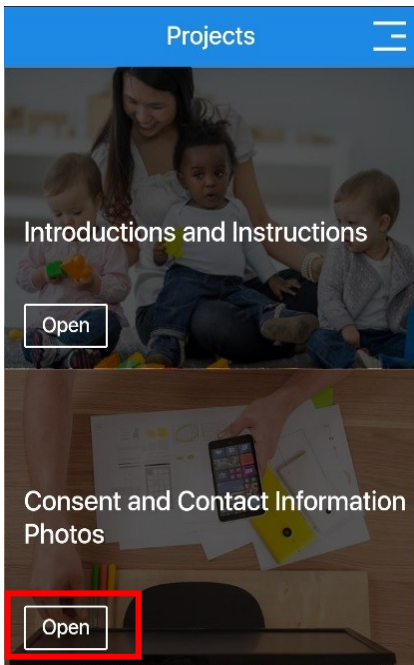 Projects
Introductions and Instructions
Open
Consent and Contact Information
Photos
Open